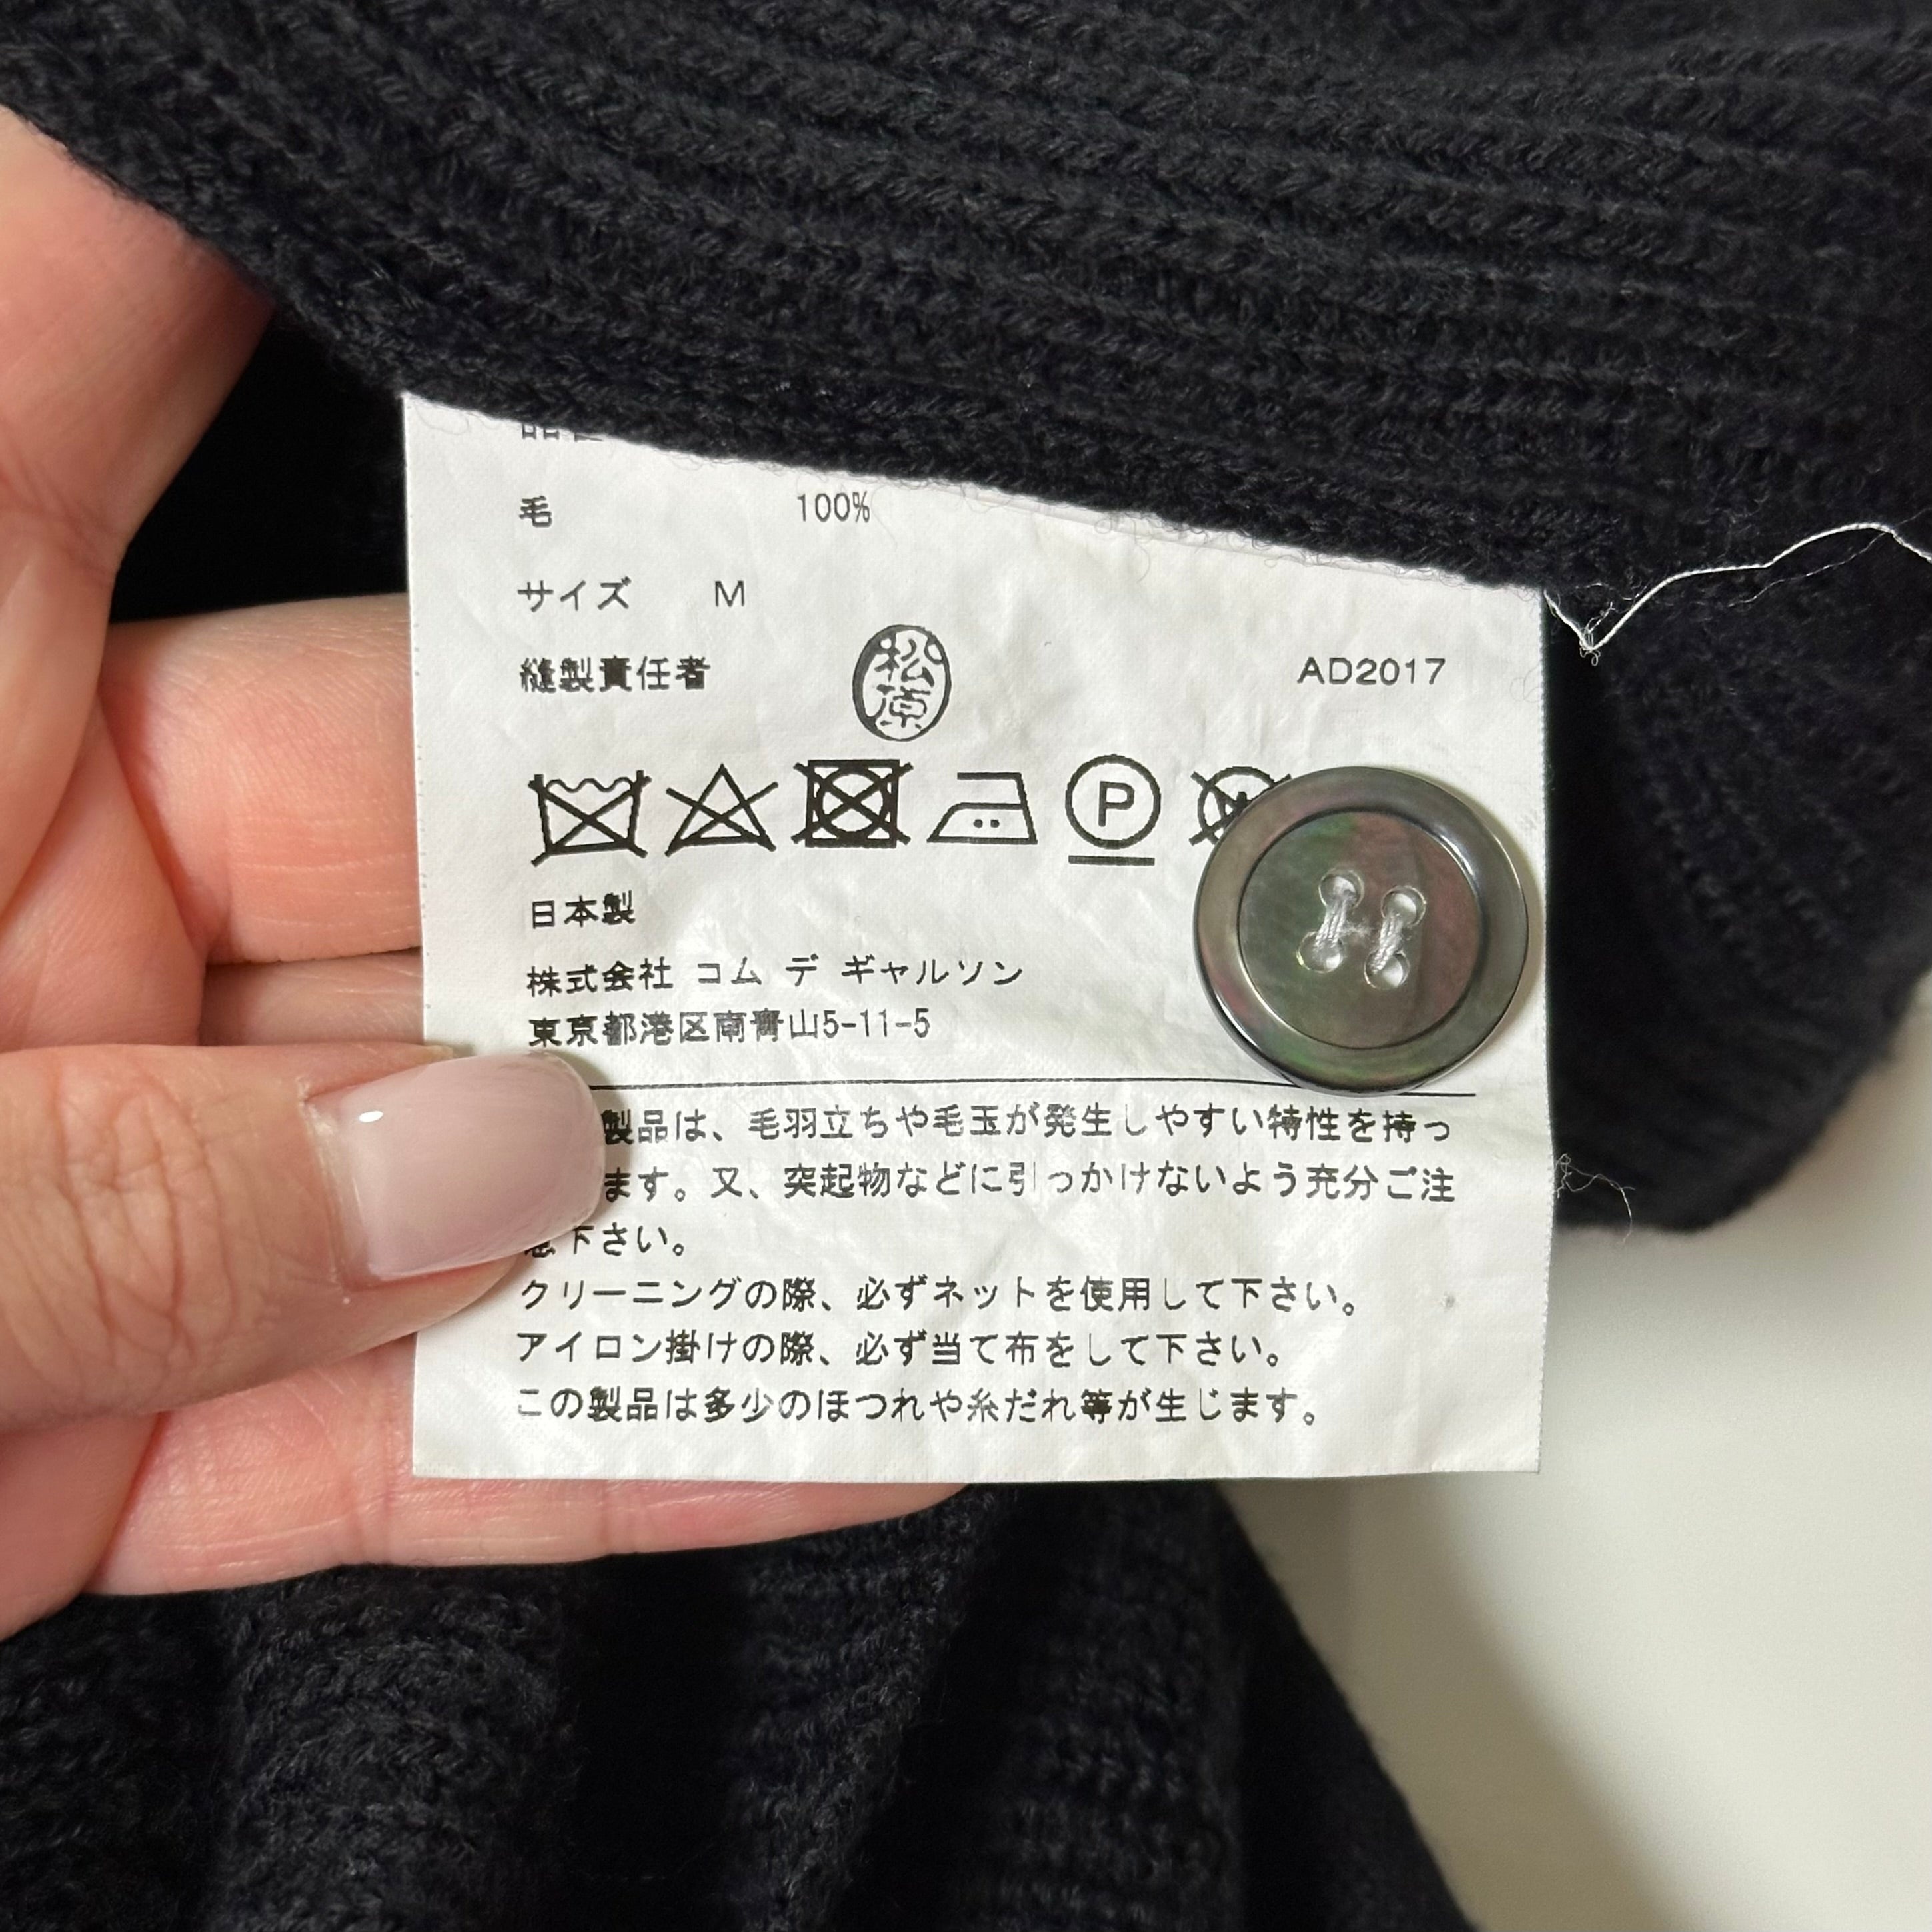 毛 100%
サイズ M
縫製責任者 松原 AD2017
P
日本製
株式会社 コム デ ギャルソン
東京都港区南青山5-11-5
製品は、毛羽立ちや毛玉が発生しやすい特性を持っ
ます。又、突起物などに引っかけないよう充分ご注
下さい。
クリーニングの際、必ずネットを使用して下さい。
アイロン掛けの際、必ず当て布をして下さい。
この製品は多少のほつれや糸だれ等が生じます。